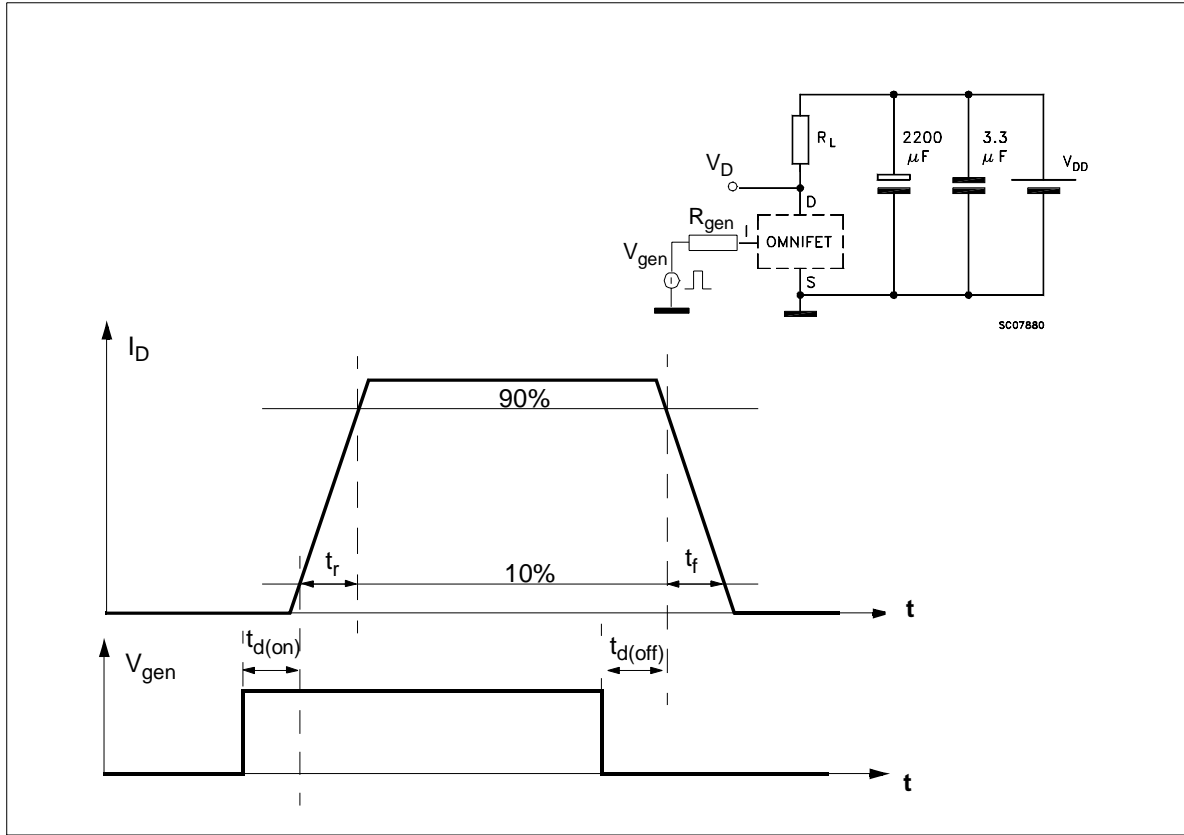 R_L
2200
µF
3.3
µF
V_DD
V_D
D
R_gen
I
OMNIFET
V_gen
S
SC07880
I_D
90%
t_r
10%
t_f
t
t_d(on)
t_d(off)
V_gen
t